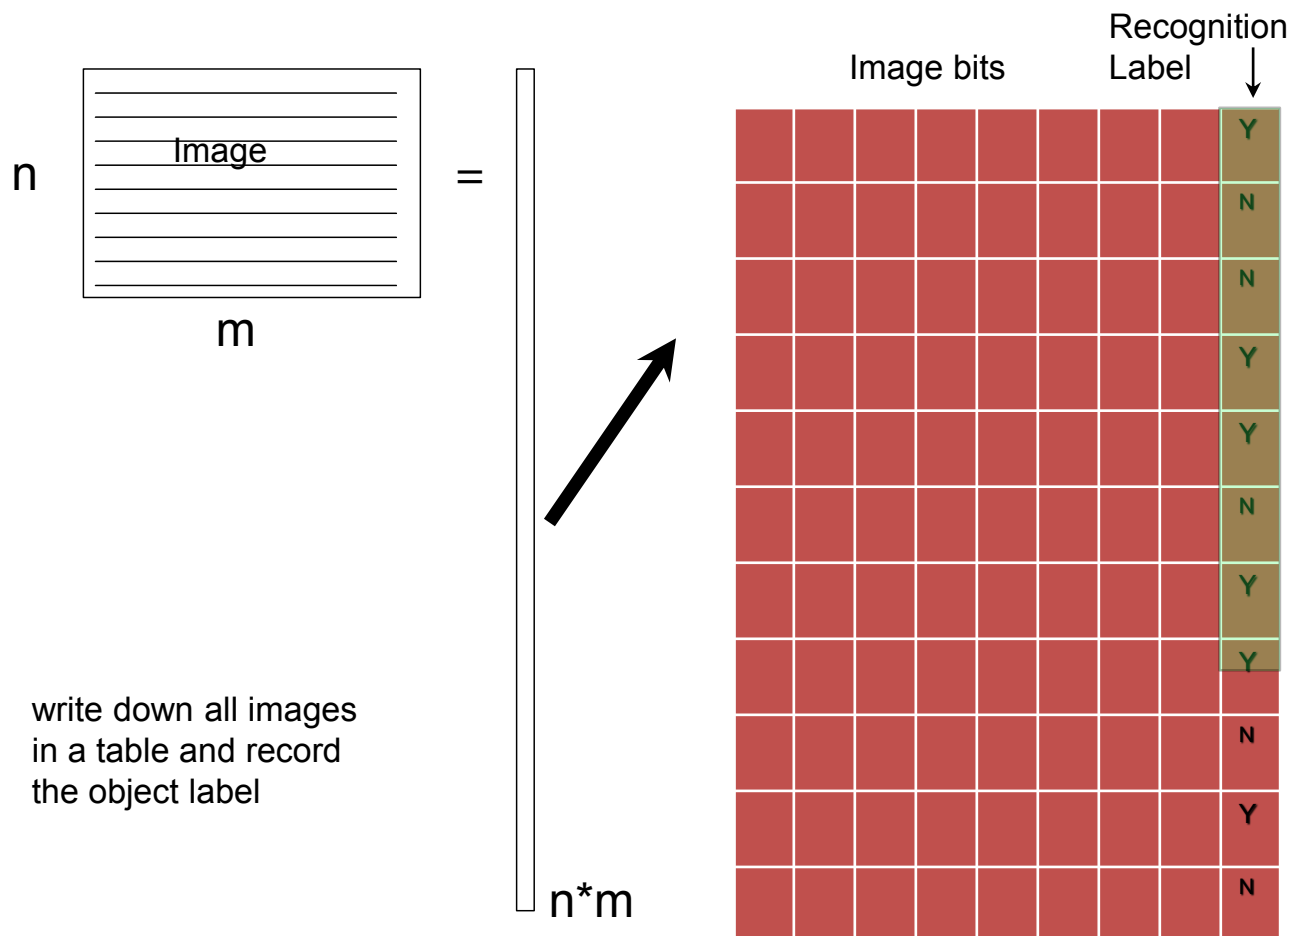 Recognition
Image bits
Label
Image
n
=
m
write down all images
in a table and record
the object label
n*m
Y
N
N
Y
Y
N
Y
Y
N
Y
N